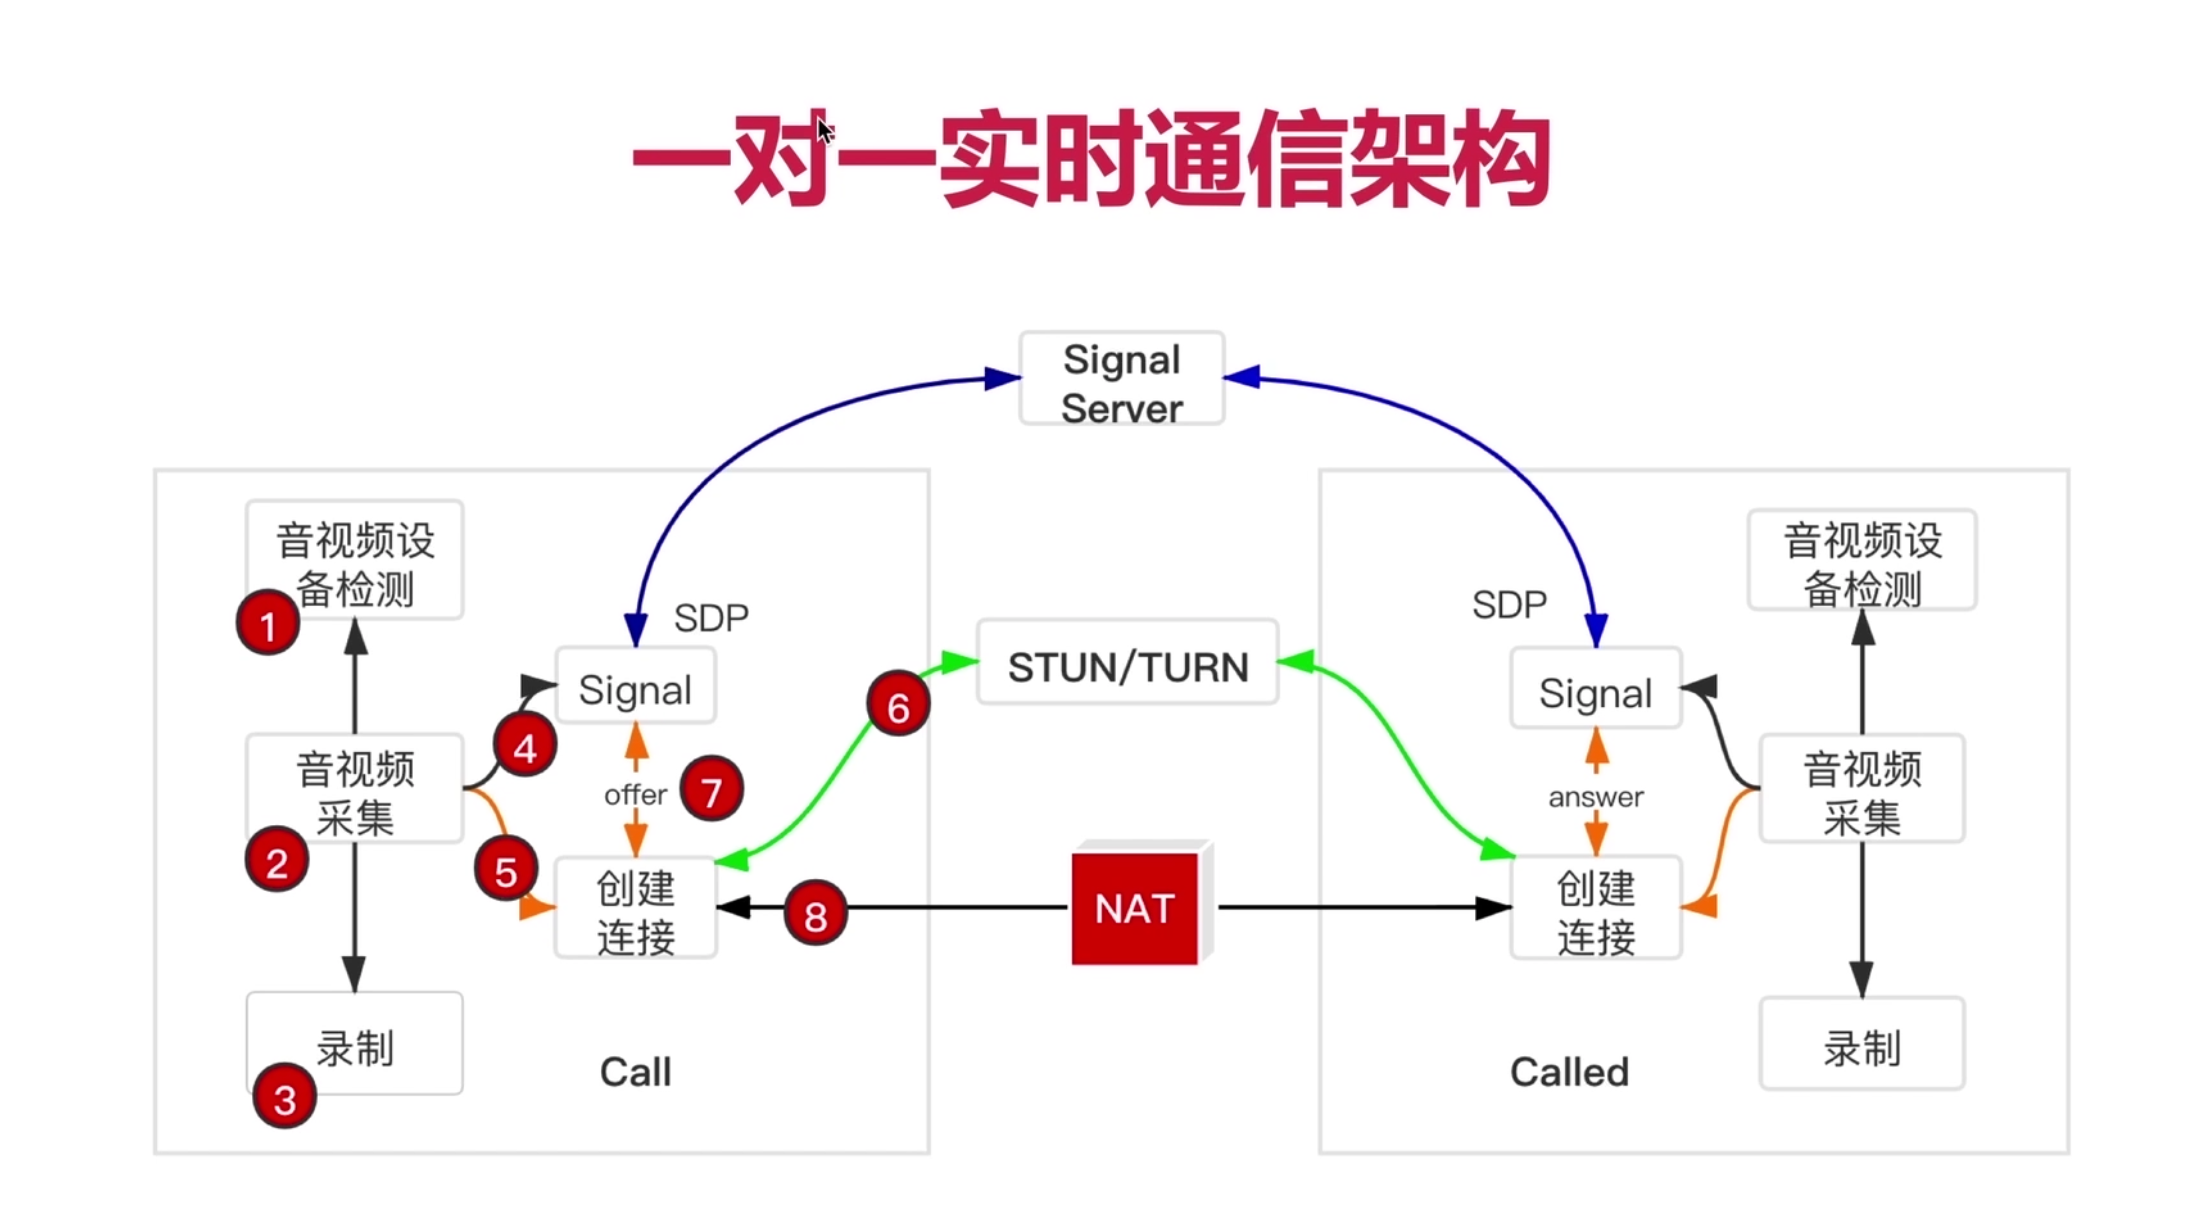 一对一实时通信架构
Signal
Server
音视频设
备检测
1
音视频
采集
2
录制
3
4
5
SDP
Signal
offer
7
创建
连接
Call
6
STUN/TURN
8
NAT
SDP
Signal
answer
创建
连接
Called
音视频设
备检测
音视频
采集
录制